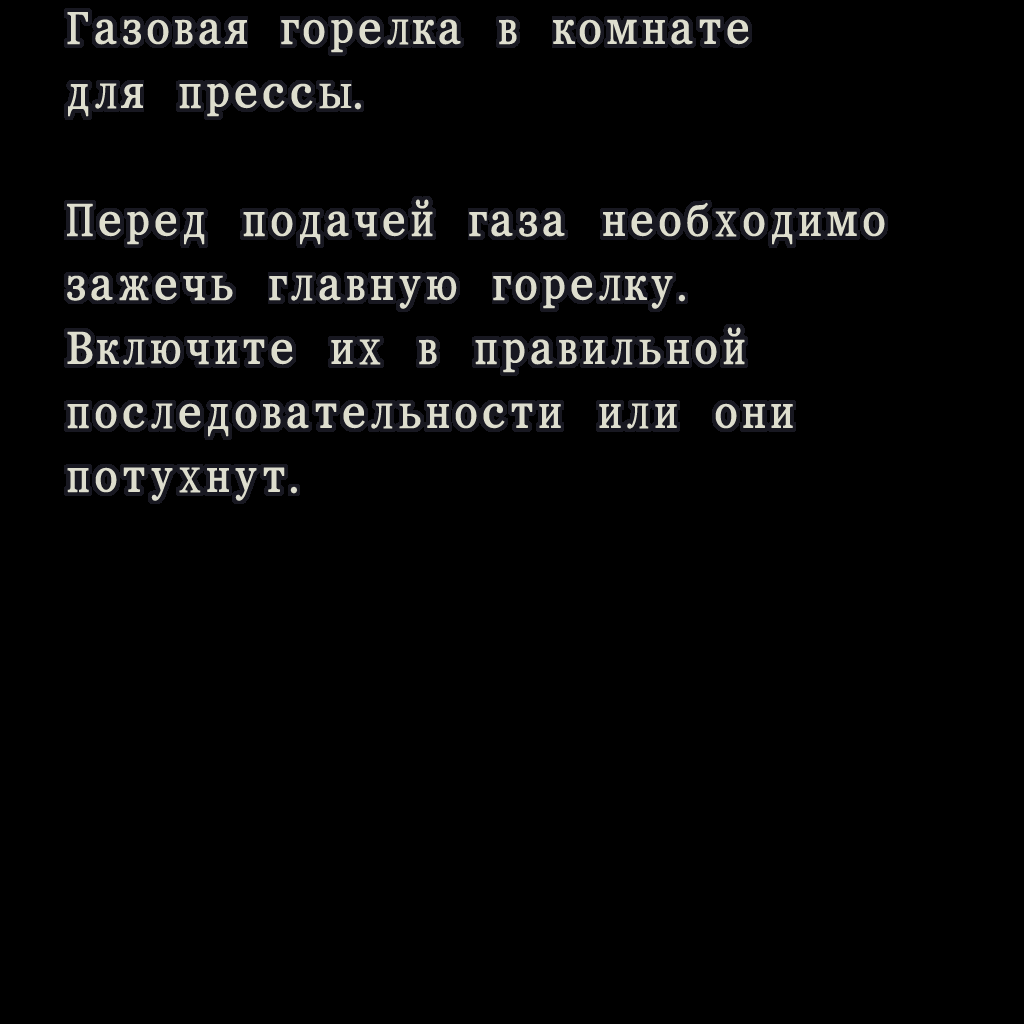 Газовая горелка в комнате
для прессы.
Перед подачей газа необходимо
зажечь главную горелку.
Включите их в правильной
последовательности или они
потухнут.